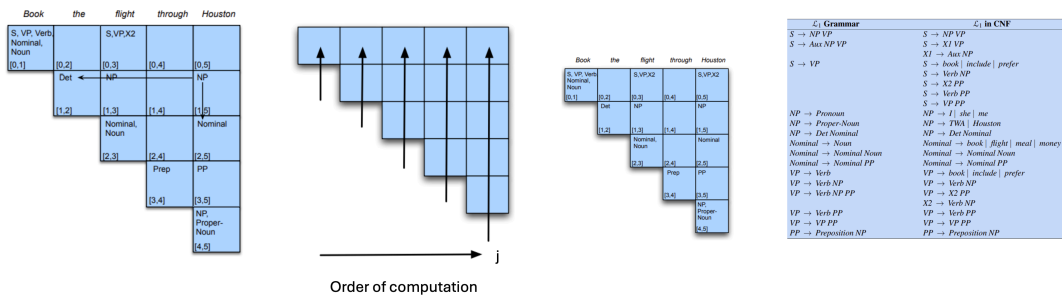 Book the flight through Houston
S, VP, Verb, Nominal, Noun
[0,1]
[0,2]
S,VP,X2
[0,3]
[0,4]
[0,5]
Det
[1,2]
NP
[1,3]
[1,4]
NP
[1,5]
Nominal, Noun
[2,3]
[2,4]
Nominal
[2,5]
Prep
[3,4]
PP
[3,5]
NP, Proper-Noun
[4,5]
j
Order of computation
Book the flight through Houston
S, VP, Verb, Nominal, Noun
[0,1]
[0,2]
S,VP,X2
[0,3]
[0,4]
S,VP,X2
[0,5]
Det
[1,2]
NP
[1,3]
[1,4]
NP
[1,5]
Nominal, Noun
[2,3]
[2,4]
Nominal
[2,5]
Prep
[3,4]
PP
[3,5]
NP, Proper-Noun
[4,5]
ℒ₁ Grammar ℒ₁ in CNF
S → NP VP S → NP VP
S → Aux NP VP S → X1 VP
X1 → Aux NP
S → VP S → book | include | prefer
S → Verb NP
S → X2 PP
S → Verb PP
S → VP PP
NP → Pronoun NP → I | she | me
NP → Proper-Noun NP → TWA | Houston
NP → Det Nominal NP → Det Nominal
Nominal → Noun Nominal → book | flight | meal | money
Nominal → Nominal Noun Nominal → Nominal Noun
Nominal → Nominal PP Nominal → Nominal PP
VP → Verb VP → book | include | prefer
VP → Verb NP VP → Verb NP
VP → Verb NP PP VP → X2 PP
X2 → Verb NP
VP → Verb PP VP → Verb PP
VP → VP PP VP → VP PP
PP → Preposition NP PP → Preposition NP